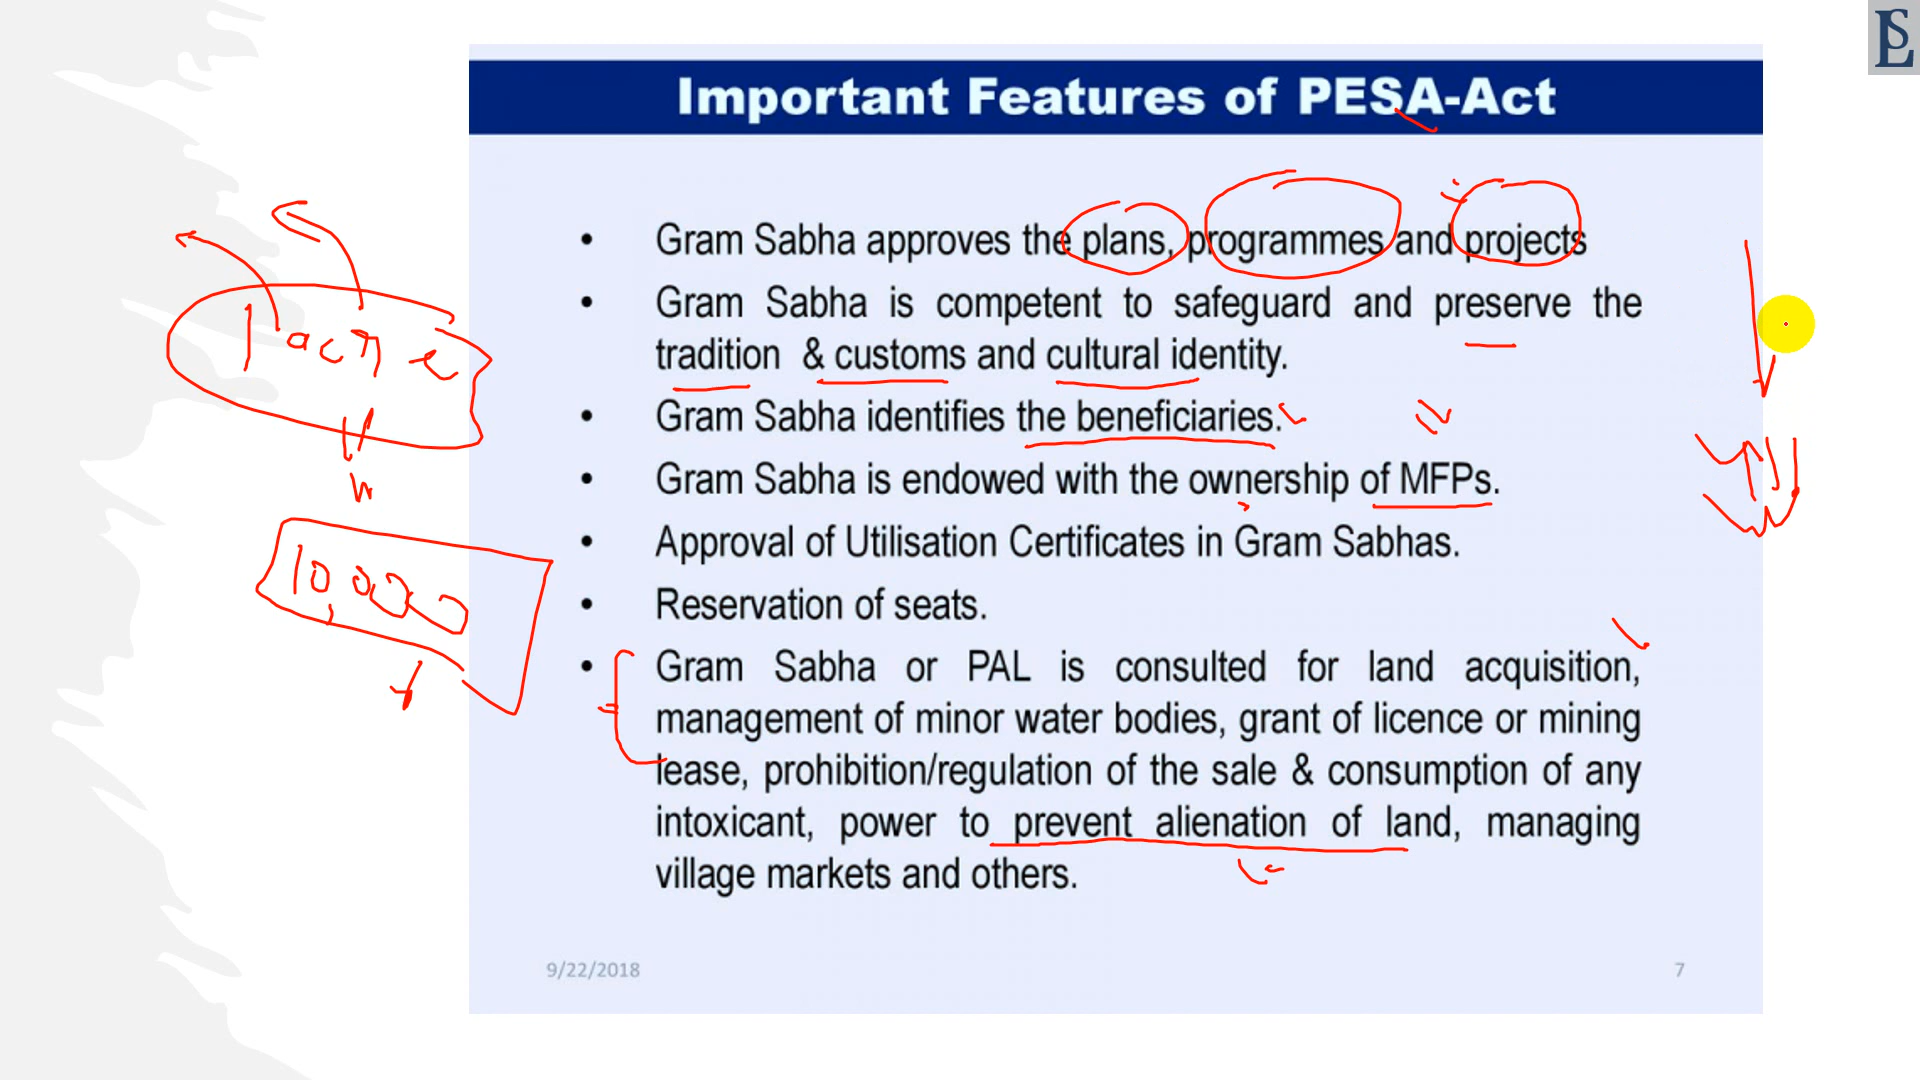 Important Features of PESA-Act
• Gram Sabha approves the plans, programmes and projects
• Gram Sabha is competent to safeguard and preserve the
tradition & customs and cultural identity.
• Gram Sabha identifies the beneficiaries.
• Gram Sabha is endowed with the ownership of MFPs.
• Approval of Utilisation Certificates in Gram Sabhas.
• Reservation of seats.
• Gram Sabha or PAL is consulted for land acquisition,
management of minor water bodies, grant of licence or mining
lease, prohibition/regulation of the sale & consumption of any
intoxicant, power to prevent alienation of land, managing
village markets and others.
9/22/2018
7